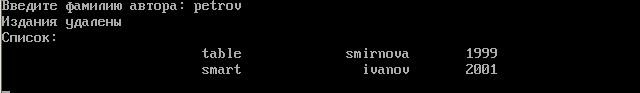 Введите фамилию автора: petrov
Издания удалены
Список:
table smirnova 1999
smart ivanov 2001